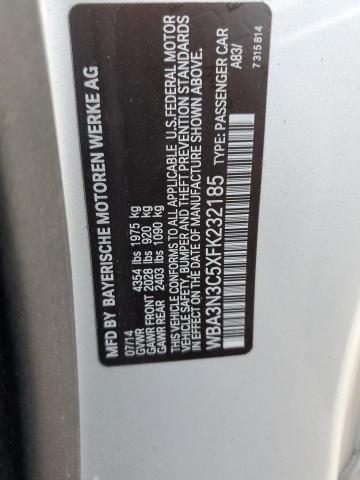 MFD BY BAYERISCHE MOTOREN WERKE AG
07/14
GVWR 4354 lbs 1975 kg
GAWR FRONT 2028 lbs 920 kg
GAWR REAR 2403 lbs 1090 kg
THIS VEHICLE CONFORMS TO ALL APPLICABLE U.S. FEDERAL MOTOR
VEHICLE SAFETY, BUMPER, AND THEFT PREVENTION STANDARDS
IN EFFECT ON THE DATE OF MANUFACTURE SHOWN ABOVE.
WBA3N3C5XFK232185 TYPE: PASSENGER CAR
A83/
7 315 814